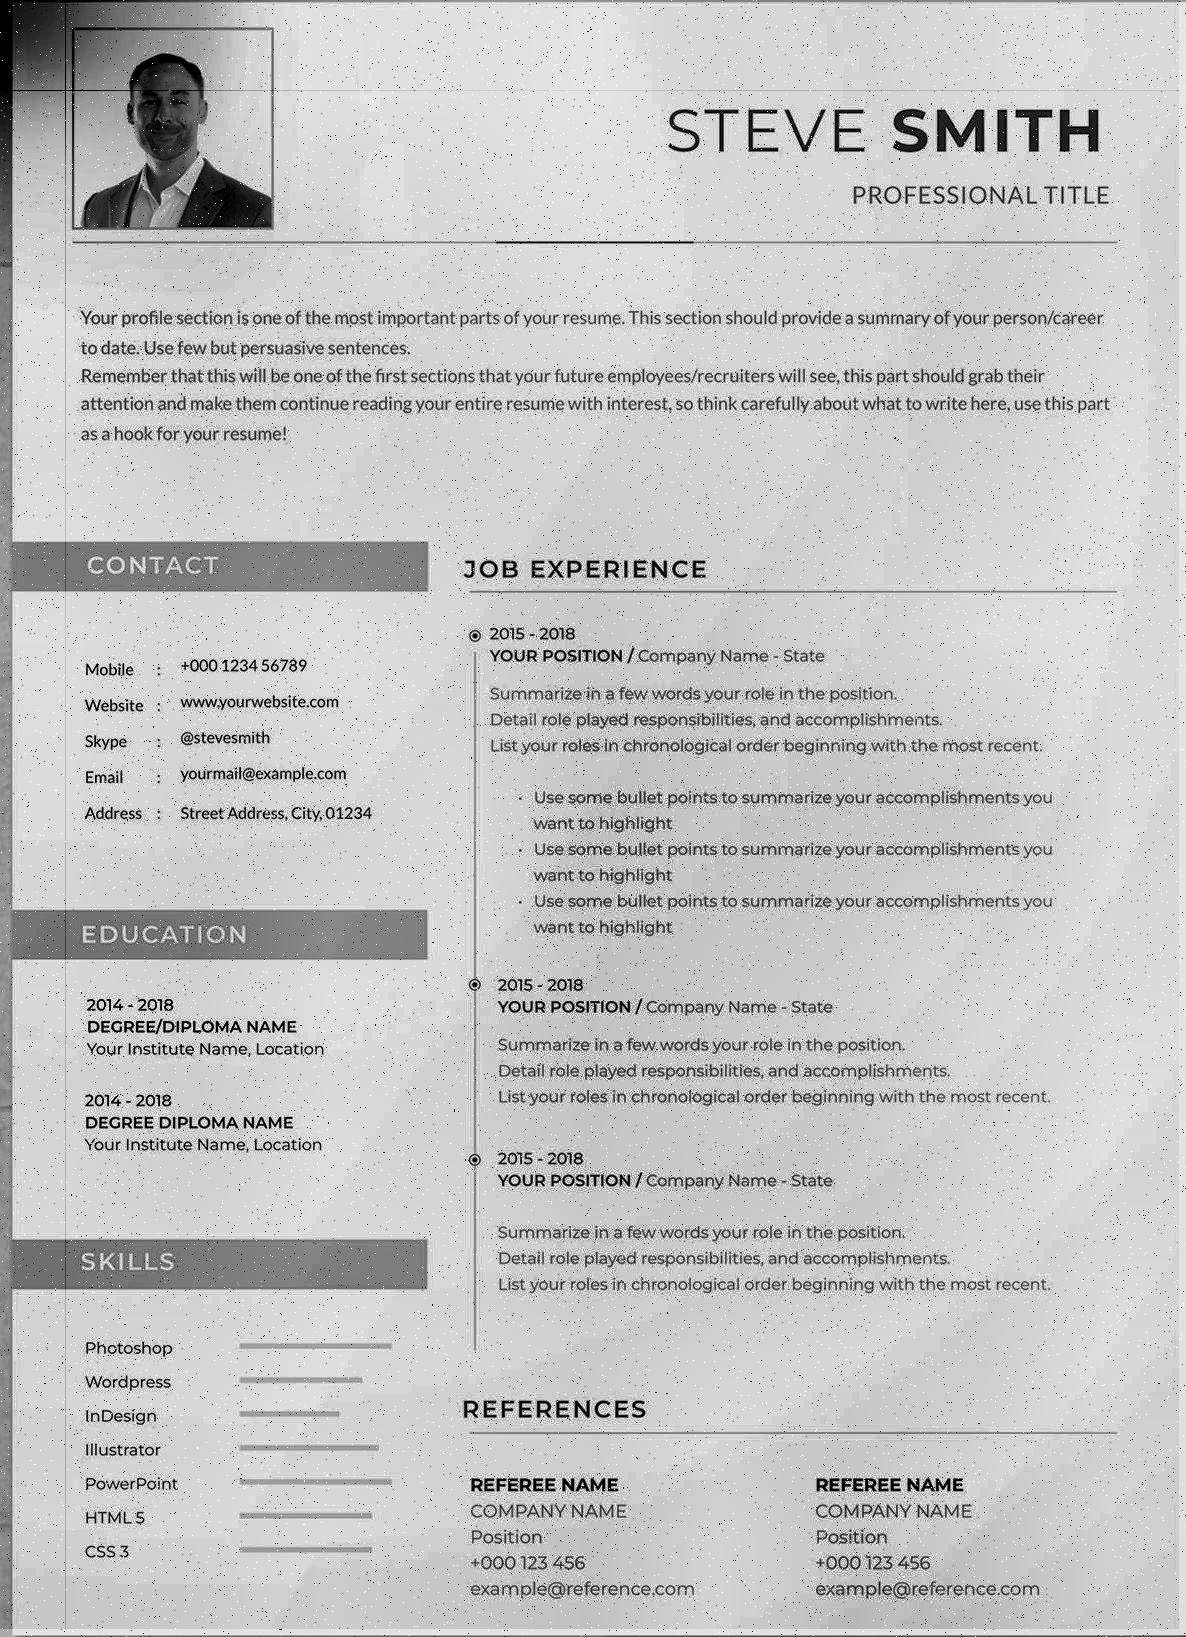 STEVE SMITH
PROFESSIONAL TITLE
Your profile section is one of the most important parts of your resume. This section should provide a summary of your person/career
to date. Use few but persuasive sentences.
Remember that this will be one of the first sections that your future employees/recruiters will see, this part should grab their
attention and make them continue reading your entire resume with interest, so think carefully about what to write here, use this part
as a hook for your resume!
CONTACT
Mobile : +000 1234 56789
Website : www.yourwebsite.com
Skype : @stevesmith
Email : yourmail@example.com
Address : Street Address, City, 01234
EDUCATION
2014 - 2018
DEGREE/DIPLOMA NAME
Your Institute Name, Location
2014 - 2018
DEGREE DIPLOMA NAME
Your Institute Name, Location
SKILLS
Photoshop
Wordpress
InDesign
Illustrator
PowerPoint
HTML 5
CSS 3
JOB EXPERIENCE
2015 - 2018
YOUR POSITION / Company Name - State
Summarize in a few words your role in the position.
Detail role played responsibilities, and accomplishments.
List your roles in chronological order beginning with the most recent.
· Use some bullet points to summarize your accomplishments you
want to highlight
· Use some bullet points to summarize your accomplishments you
want to highlight
· Use some bullet points to summarize your accomplishments you
want to highlight
2015 - 2018
YOUR POSITION / Company Name - State
Summarize in a few words your role in the position.
Detail role played responsibilities, and accomplishments.
List your roles in chronological order beginning with the most recent.
2015 - 2018
YOUR POSITION / Company Name - State
Summarize in a few words your role in the position.
Detail role played responsibilities, and accomplishments.
List your roles in chronological order beginning with the most recent.
REFERENCES
REFEREE NAME
COMPANY NAME
Position
+000 123 456
example@reference.com
REFEREE NAME
COMPANY NAME
Position
+000 123 456
example@reference.com